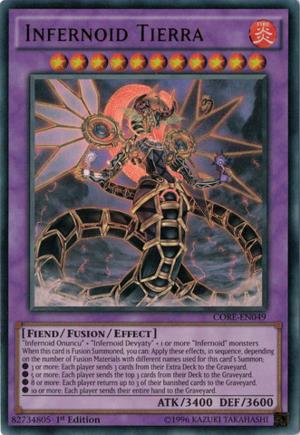 INFERNOID TIERRA
FIRE
炎
CORE-EN049
[FIEND/FUSION/EFFECT]
"Infernoid Onuncu" + "Infernoid Devyaty" + 1 or more "Infernoid" monsters
When this card is Fusion Summoned, you can: Apply these effects, in sequence, depending
on the number of Fusion Materials with different names used for this card's Summon;
● 3 or more: Each player sends 3 cards from their Extra Deck to the Graveyard.
● 5 or more: Each player sends the top 3 cards from their Deck to the Graveyard.
● 8 or more: Each player returns up to 3 of their banished cards to the Graveyard.
● 10 or more: Each player sends their entire hand to the Graveyard.
ATK/3400 DEF/3600
82734805 1st Edition ©1996 KAZUKI TAKAHASHI